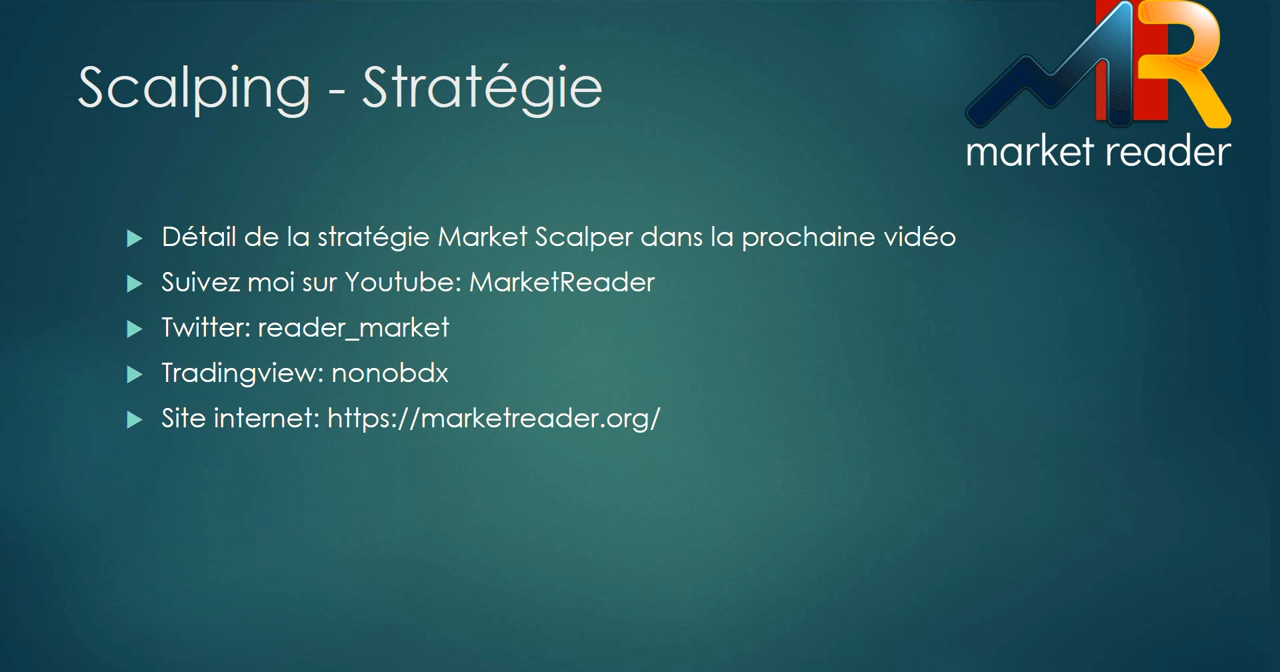 Scalping - Stratégie
MR
market reader
Détail de la stratégie Market Scalper dans la prochaine vidéo
Suivez moi sur Youtube: MarketReader
Twitter: reader_market
Tradingview: nonobdx
Site internet: https://marketreader.org/